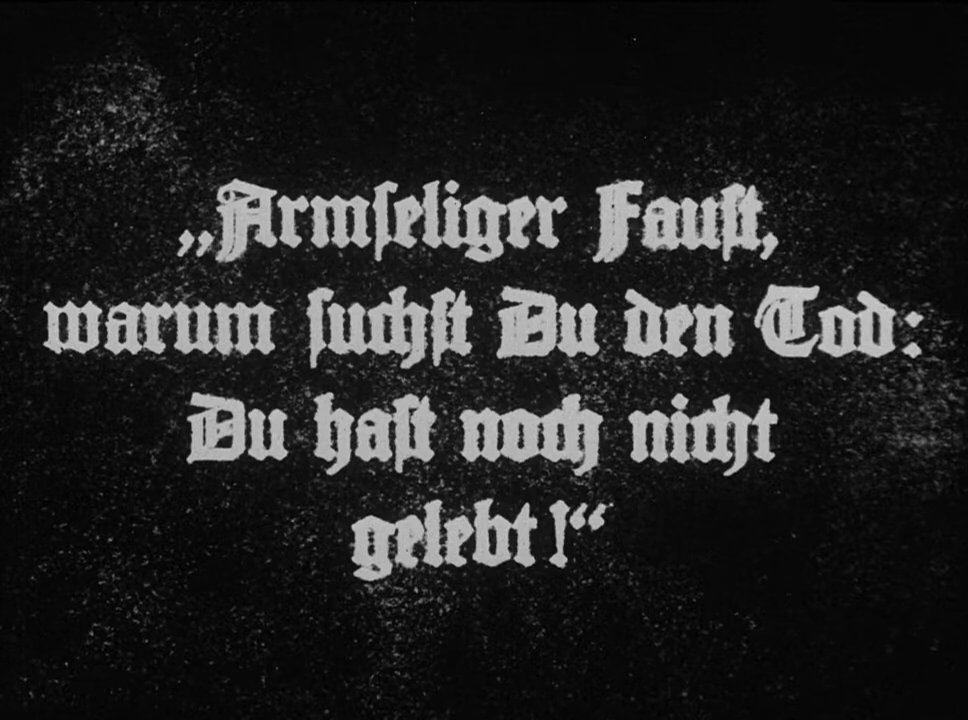 „Armſeliger Fauſt,
warum ſuchſt Du den Tod:
Du haſt noch nicht
gelebt!“